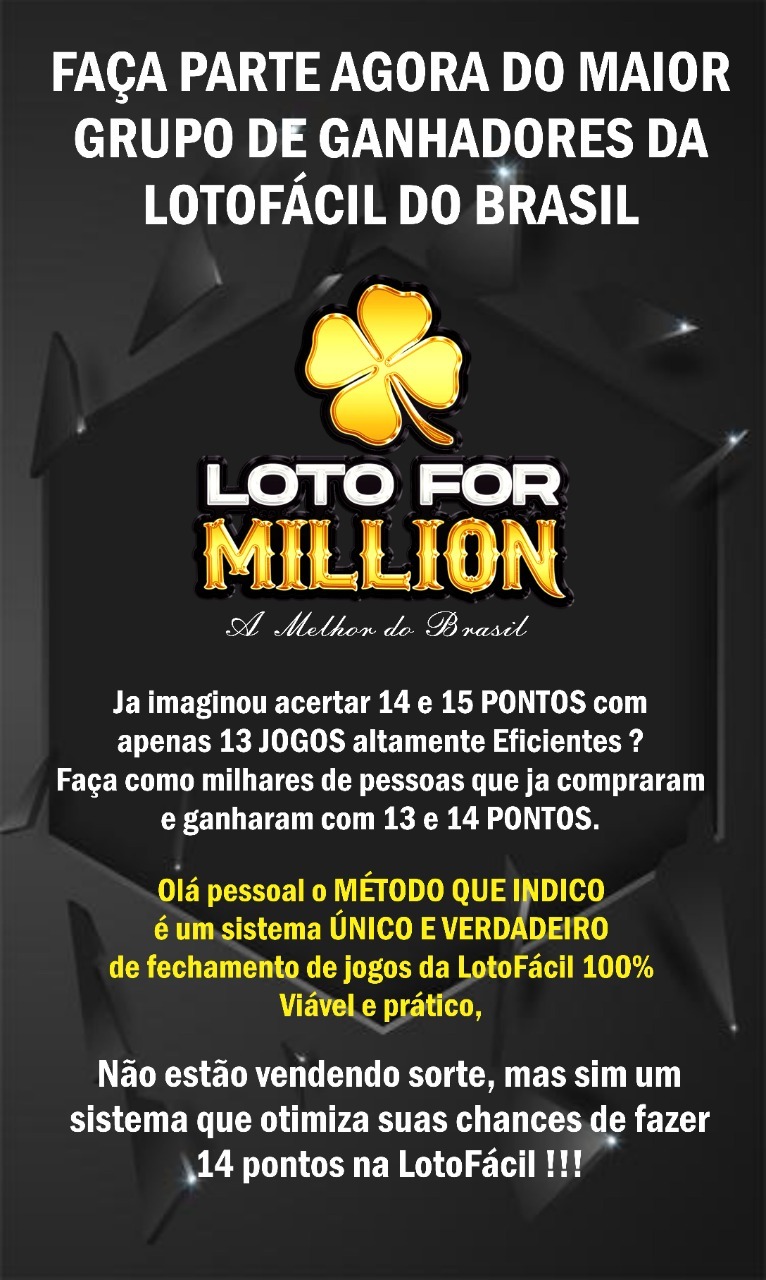 FAÇA PARTE AGORA DO MAIOR
GRUPO DE GANHADORES DA
LOTOFÁCIL DO BRASIL
LOTO FOR
MILLION
A Melhor do Brasil
Ja imaginou acertar 14 e 15 PONTOS com
apenas 13 JOGOS altamente Eficientes ?
Faça como milhares de pessoas que ja compraram
e ganharam com 13 e 14 PONTOS.
Olá pessoal o MÉTODO QUE INDICO
é um sistema ÚNICO E VERDADEIRO
de fechamento de jogos da LotoFácil 100%
Viável e prático,
Não estão vendendo sorte, mas sim um
sistema que otimiza suas chances de fazer
14 pontos na LotoFácil !!!